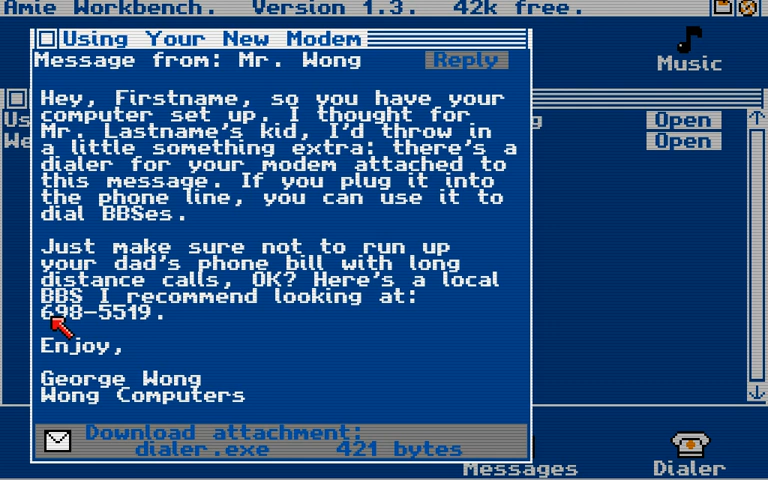 Amie Workbench. Version 1.3. 42k free.
Using Your New Modem
Message from: Mr. Wong Reply
Music
Hey, Firstname, so you have your
computer set up. I thought for
Mr. Lastname's kid, I'd throw in
a little something extra: there's a
dialer for your modem attached to
this message. If you plug it into
the phone line, you can use it to
dial BBSes.
Just make sure not to run up
your dad's phone bill with long
distance calls, OK? Here's a local
BBS I recommend looking at:
698-5519.
Enjoy,
George Wong
Wong Computers
Download attachment:
dialer.exe 421 bytes
Open
Open
Messages
Dialer